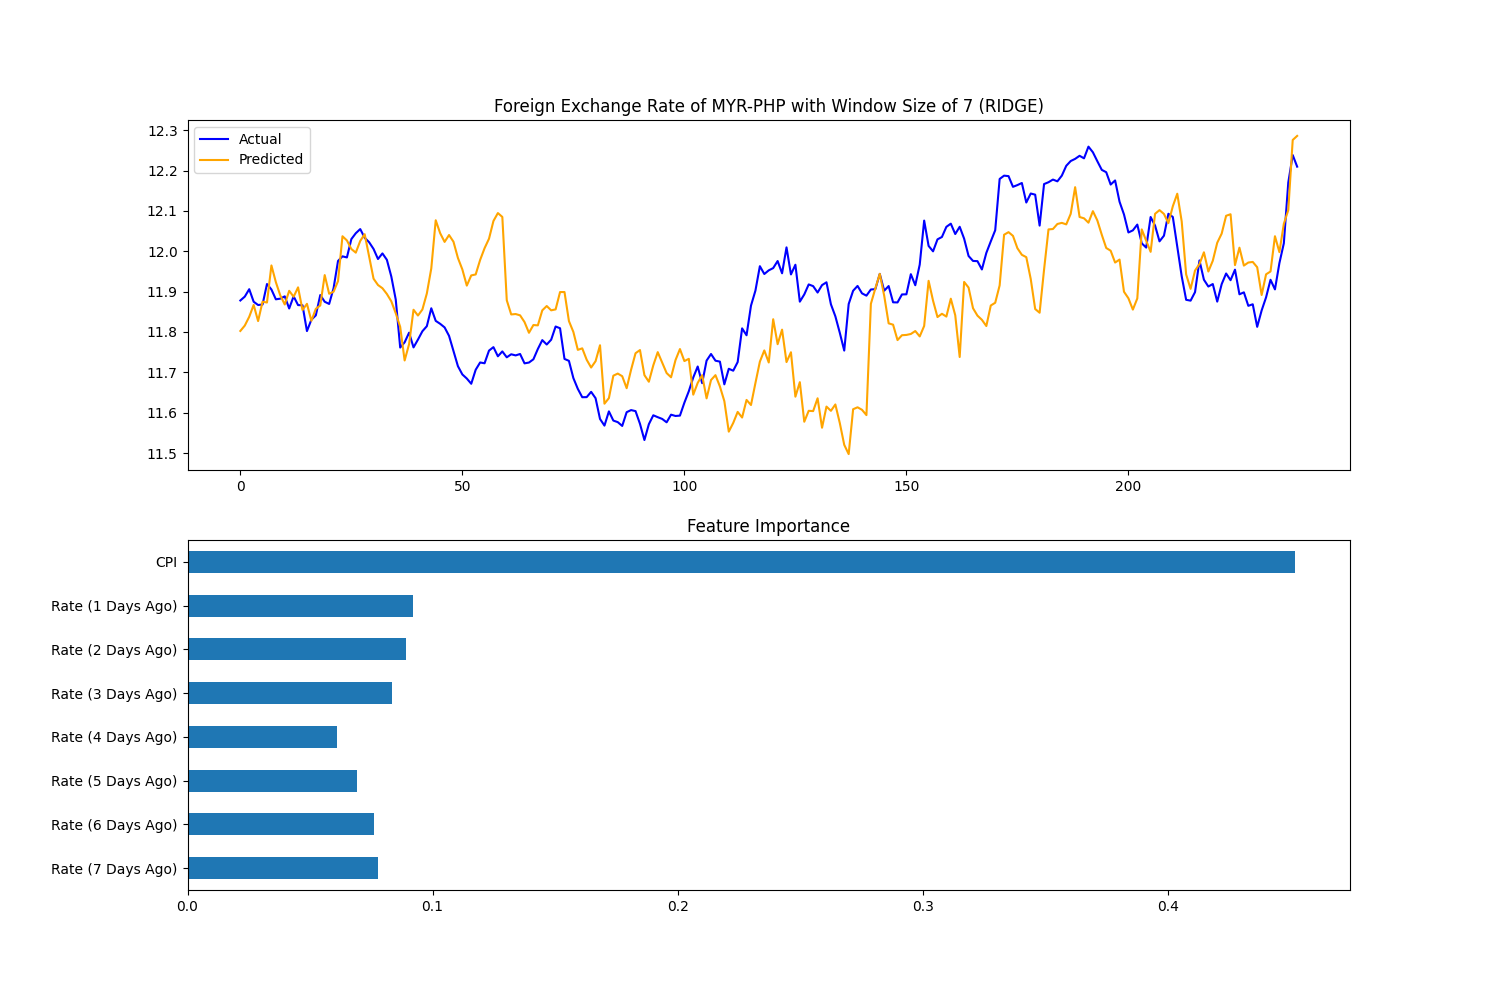 Foreign Exchange Rate of MYR-PHP with Window Size of 7 (RIDGE)
Actual
Predicted
12.3
12.2
12.1
12.0
11.9
11.8
11.7
11.6
11.5
0 50 100 150 200
Feature Importance
CPI
Rate (1 Days Ago)
Rate (2 Days Ago)
Rate (3 Days Ago)
Rate (4 Days Ago)
Rate (5 Days Ago)
Rate (6 Days Ago)
Rate (7 Days Ago)
0.0 0.1 0.2 0.3 0.4